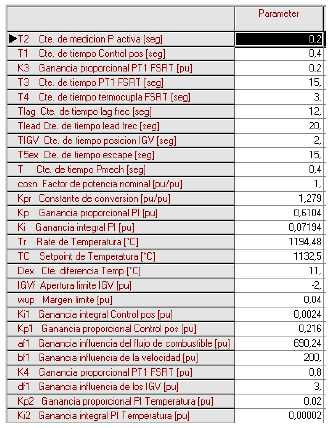 Parameter
T2 Cte. de medicion P. activa [seg] 0,2
T1 Cte. de tiempo Control pos [seg] 0,4
K3 Ganancia proporcional PT1 FSRT [pu] 0,2
T3 Cte. de tiempo PT1 FSRT [seg] 15,
T4 Cte. de tiempo termocupla FSRT [seg] 3,
Tlag Cte. de tiempo lag frec [seg] 12,
Tlead Cte. de tiempo lead frec [seg] 20,
TIGV Cte. de tiempo posicion IGV [seg] 2,
T5ex Cte. de tiempo escape [seg] 15,
T Cte. de tiempo Pmech [seg] 0,4
cosn Factor de potencia nominal [pu/pu] 1,
Kpr Constante de conversion [pu/pu] 1,279
Kp Ganancia proporcional PI [pu] 0,6104
Ki Ganancia integral PI [pu] 0,07194
Tr Rate de Temperatura [°C] 1194,48
TC Setpoint de Temperatura [°C] 1132,5
Dex Cte. diferencia Temp [°C] 11,
IGVf Apertura limite IGV [pu] -2,
wup Margen limite [pu] 0,04
Ki1 Ganancia integral Control pos [pu] 0,0024
Kp1 Ganancia proporcional Control pos [pu] 0,216
af1 Ganancia influencia del flujo de combustible [pu] 690,24
bf1 Ganancia influencia de la velocidad [pu] 200,
K4 Ganancia proporcional PT1 FSRT [pu] 0,8
df1 Ganancia influencia de los IGV [pu] 3,
Kp2 Ganancia proporcional PI Temperatura [pu] 0,02
Ki2 Ganancia integral PI Temperatura [pu] 0,00002